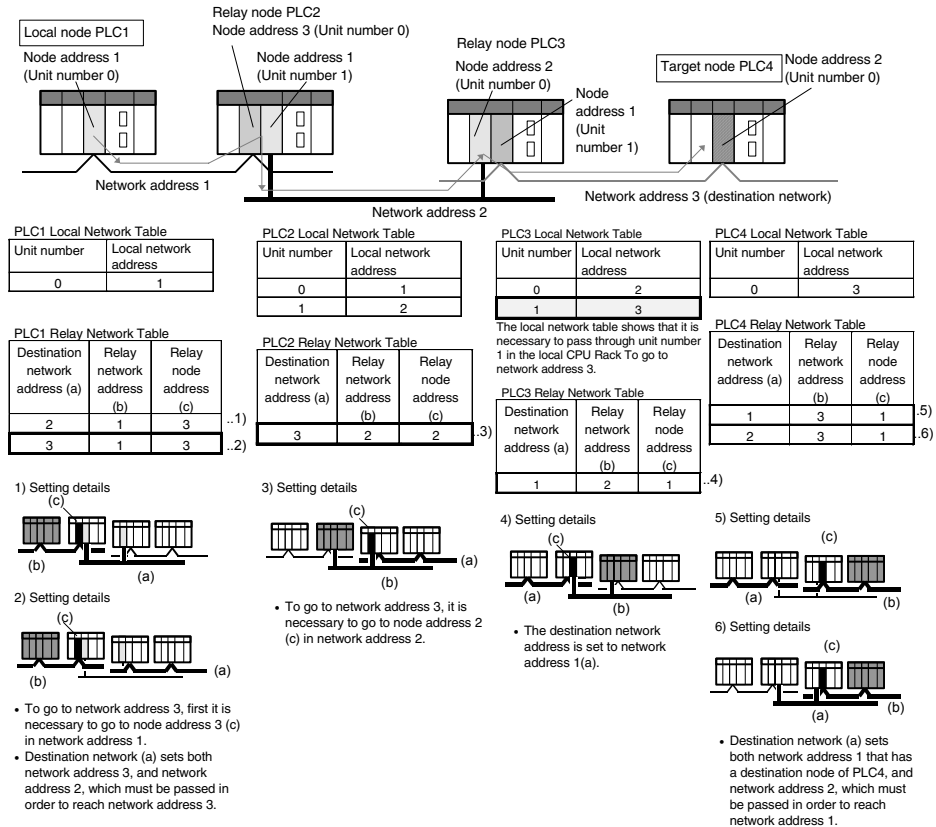 Local node PLC1
Node address 1
(Unit number 0)
Relay node PLC2
Node address 3 (Unit number 0)
Node address 1
(Unit number 1)
Relay node PLC3
Node address 2
(Unit number 0)
Node
address 1
(Unit
number 1)
Target node PLC4
Node address 2
(Unit number 0)
Network address 1
Network address 2
Network address 3 (destination network)
PLC1 Local Network Table
Unit number Local network
address
0 1
PLC2 Local Network Table
Unit number Local network
address
0 1
1 2
PLC3 Local Network Table
Unit number Local network
address
0 2
1 3
The local network table shows that it is
necessary to pass through unit number
1 in the local CPU Rack To go to
network address 3.
PLC4 Local Network Table
Unit number Local network
address
0 3
PLC1 Relay Network Table
Destination Relay Relay
network network node
address (a) address address
(b) (c)
2 1 3 ..1)
3 1 3 ..2)
PLC2 Relay Network Table
Destination Relay Relay
network network node
address (a) address address
(b) (c)
3 2 2 ..3)
PLC3 Relay Network Table
Destination Relay Relay
network network node
address (a) address address
(b) (c)
1 2 1 ..4)
PLC4 Relay Network Table
Destination Relay Relay
network network node
address (a) address address
(b) (c)
1 3 1 ..5)
2 3 1 ..6)
1) Setting details
(c)
(b)
(a)
2) Setting details
(c)
(b)
(a)
• To go to network address 3, first it is
necessary to go to node address 3 (c)
in network address 1.
• Destination network (a) sets both
network address 3, and network
address 2, which must be passed in
order to reach network address 3.
3) Setting details
(c)
(a)
(b)
• To go to network address 3, it is
necessary to go to node address 2
(c) in network address 2.
4) Setting details
(c)
(a)
(b)
• The destination network
address is set to network
address 1(a).
5) Setting details
(c)
(a)
(b)
6) Setting details
(c)
(b)
(a)
• Destination network (a) sets
both network address 1 that has
a destination node of PLC4, and
network address 2, which must
be passed in order to reach
network address 1.